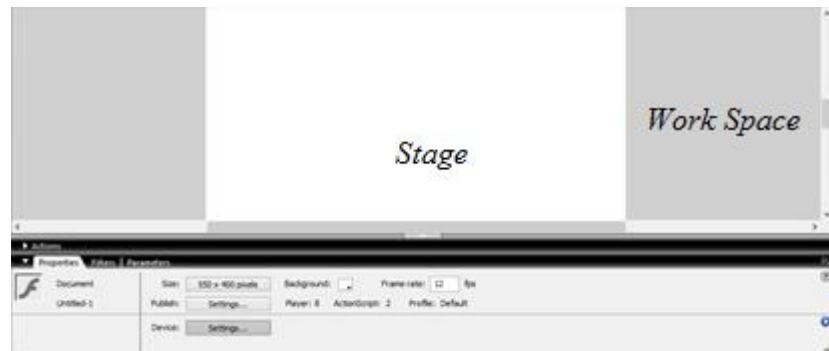 Work Space
Stage
Actions
Properties Filters Parameters
Document Size: 550 x 400 pixels Background: Frame rate: 12 fps
Untitled-1 Publish: Settings... Player: 8 ActionScript: 2 Profile: Default
Device: Settings...